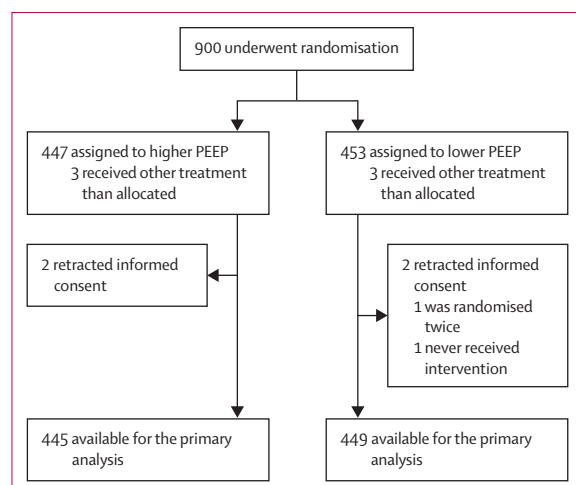 900 underwent randomisation
447 assigned to higher PEEP
3 received other treatment
than allocated
453 assigned to lower PEEP
3 received other treatment
than allocated
2 retracted informed
consent
2 retracted informed
consent
1 was randomised
twice
1 never received
intervention
445 available for the primary
analysis
449 available for the primary
analysis